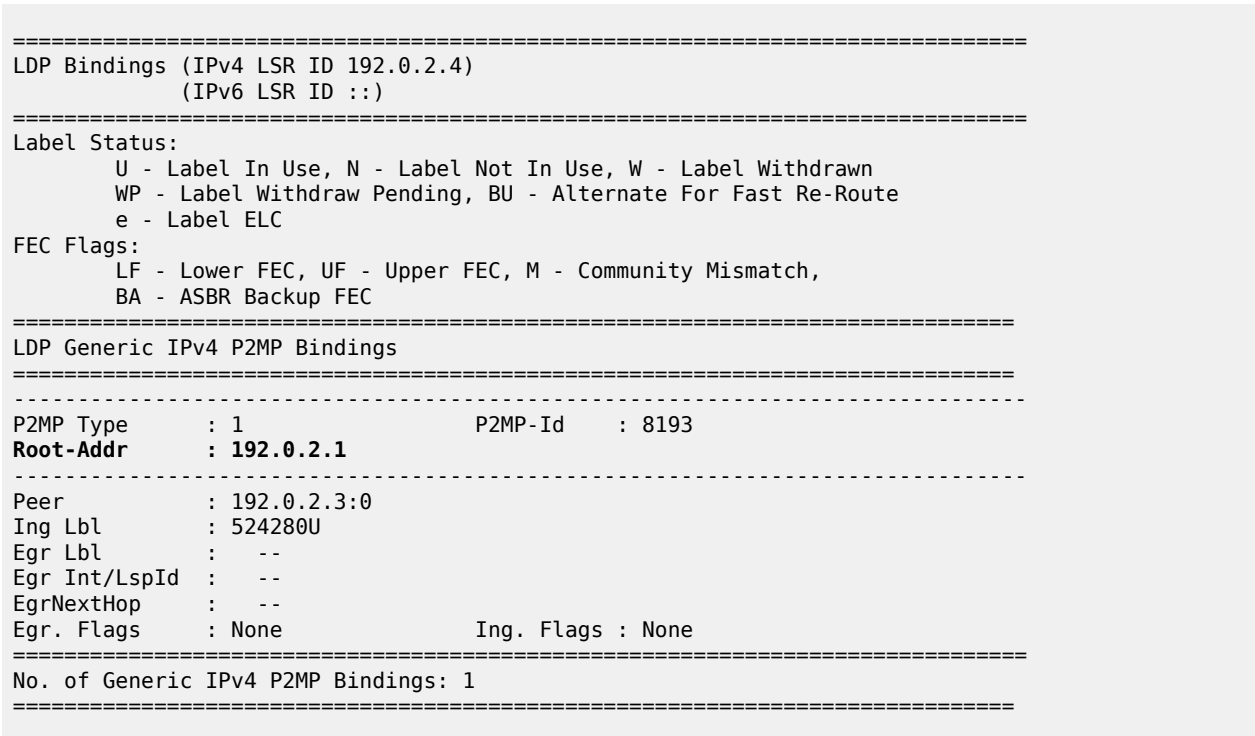 ===============================================================================
LDP Bindings (IPv4 LSR ID 192.0.2.4)
             (IPv6 LSR ID ::)
===============================================================================
Label Status:
        U - Label In Use, N - Label Not In Use, W - Label Withdrawn
        WP - Label Withdraw Pending, BU - Alternate For Fast Re-Route
        e - Label ELC
FEC Flags:
        LF - Lower FEC, UF - Upper FEC, M - Community Mismatch,
        BA - ASBR Backup FEC
==============================================================================
LDP Generic IPv4 P2MP Bindings
==============================================================================
-------------------------------------------------------------------------------
P2MP Type      : 1                  P2MP-Id    : 8193
Root-Addr      : 192.0.2.1
-------------------------------------------------------------------------------
Peer           : 192.0.2.3:0
Ing Lbl        : 524280U
Egr Lbl        :   --
Egr Int/LspId  :   --
EgrNextHop     :   --
Egr. Flags     : None               Ing. Flags : None
===============================================================================
No. of Generic IPv4 P2MP Bindings: 1
==============================================================================